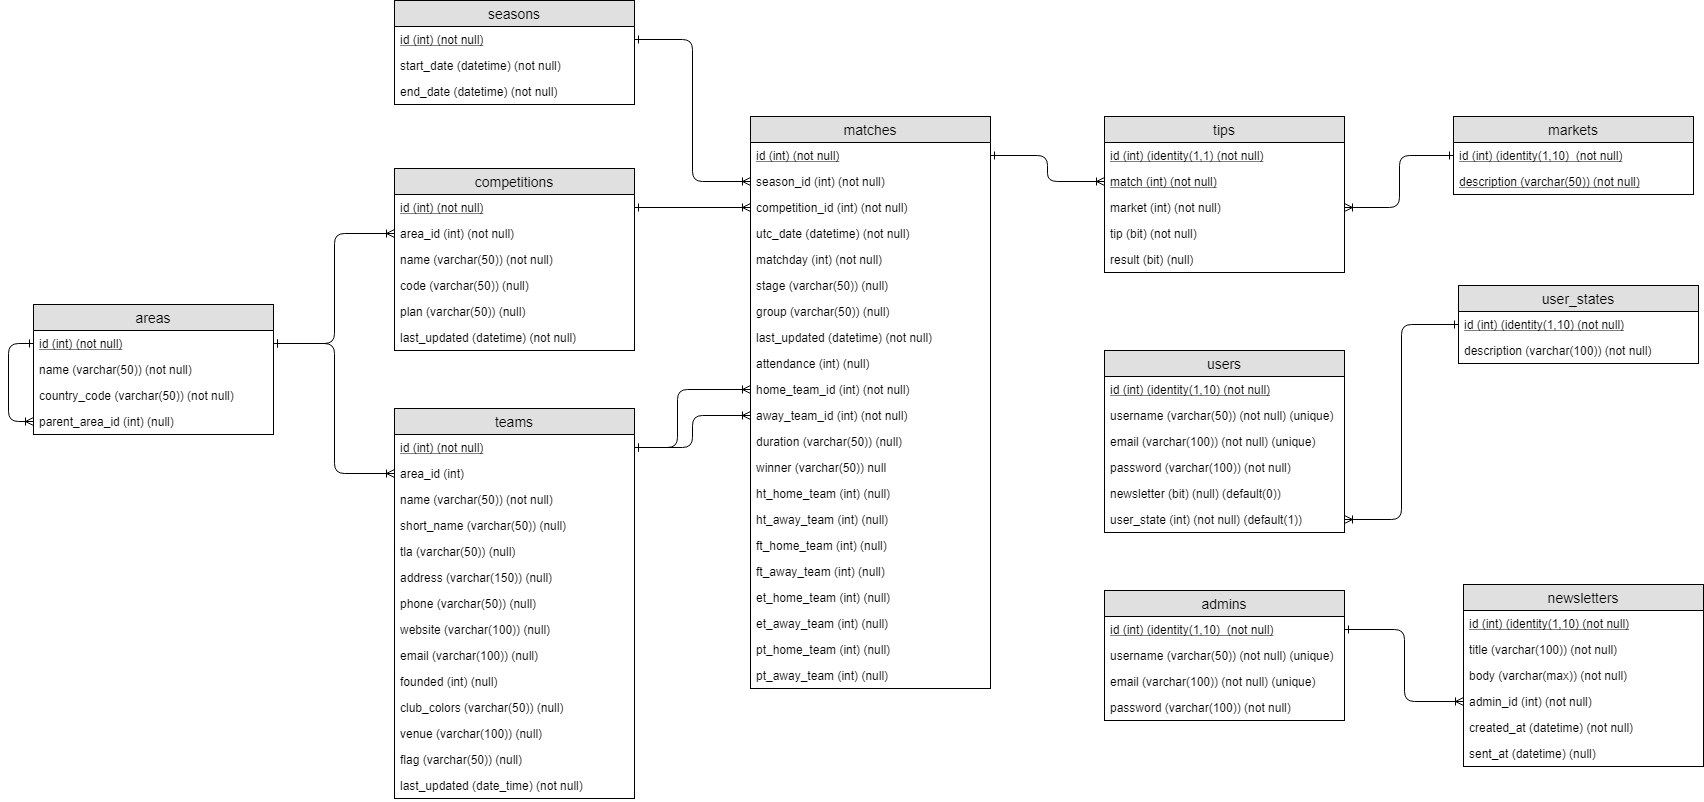 seasons
id (int) (not null)
start_date (datetime) (not null)
end_date (datetime) (not null)
competitions
id (int) (not null)
area_id (int) (not null)
name (varchar(50)) (not null)
code (varchar(50)) (null)
plan (varchar(50)) (null)
last_updated (datetime) (not null)
areas
id (int) (not null)
name (varchar(50)) (not null)
country_code (varchar(50)) (not null)
parent_area_id (int) (null)
teams
id (int) (not null)
area_id (int)
name (varchar(50)) (not null)
short_name (varchar(50)) (null)
tla (varchar(50)) (null)
address (varchar(150)) (null)
phone (varchar(50)) (null)
website (varchar(100)) (null)
email (varchar(100)) (null)
founded (int) (null)
club_colors (varchar(50)) (null)
venue (varchar(100)) (null)
flag (varchar(50)) (null)
last_updated (date_time) (not null)
matches
id (int) (not null)
season_id (int) (not null)
competition_id (int) (not null)
utc_date (datetime) (not null)
matchday (int) (not null)
stage (varchar(50)) (null)
group (varchar(50)) (null)
last_updated (datetime) (not null)
attendance (int) (null)
home_team_id (int) (not null)
away_team_id (int) (not null)
duration (varchar(50)) (null)
winner (varchar(50)) null
ht_home_team (int) (null)
ht_away_team (int) (null)
ft_home_team (int) (null)
ft_away_team (int) (null)
et_home_team (int) (null)
et_away_team (int) (null)
pt_home_team (int) (null)
pt_away_team (int) (null)
tips
id (int) (identity(1,1) (not null)
match (int) (not null)
market (int) (not null)
tip (bit) (not null)
result (bit) (null)
markets
id (int) (identity(1,10)  (not null)
description (varchar(50)) (not null)
user_states
id (int) (identity(1,10) (not null)
description (varchar(100)) (not null)
users
id (int) (identity(1,10) (not null)
username (varchar(50)) (not null) (unique)
email (varchar(100)) (not null) (unique)
password (varchar(100)) (not null)
newsletter (bit) (null) (default(0))
user_state (int) (not null) (default(1))
admins
id (int) (identity(1,10)  (not null)
username (varchar(50)) (not null) (unique)
email (varchar(100)) (not null) (unique)
password (varchar(100)) (not null)
newsletters
id (int) (identity(1,10) (not null)
title (varchar(100)) (not null)
body (varchar(max)) (not null)
admin_id (int) (not null)
created_at (datetime) (not null)
sent_at (datetime) (null)